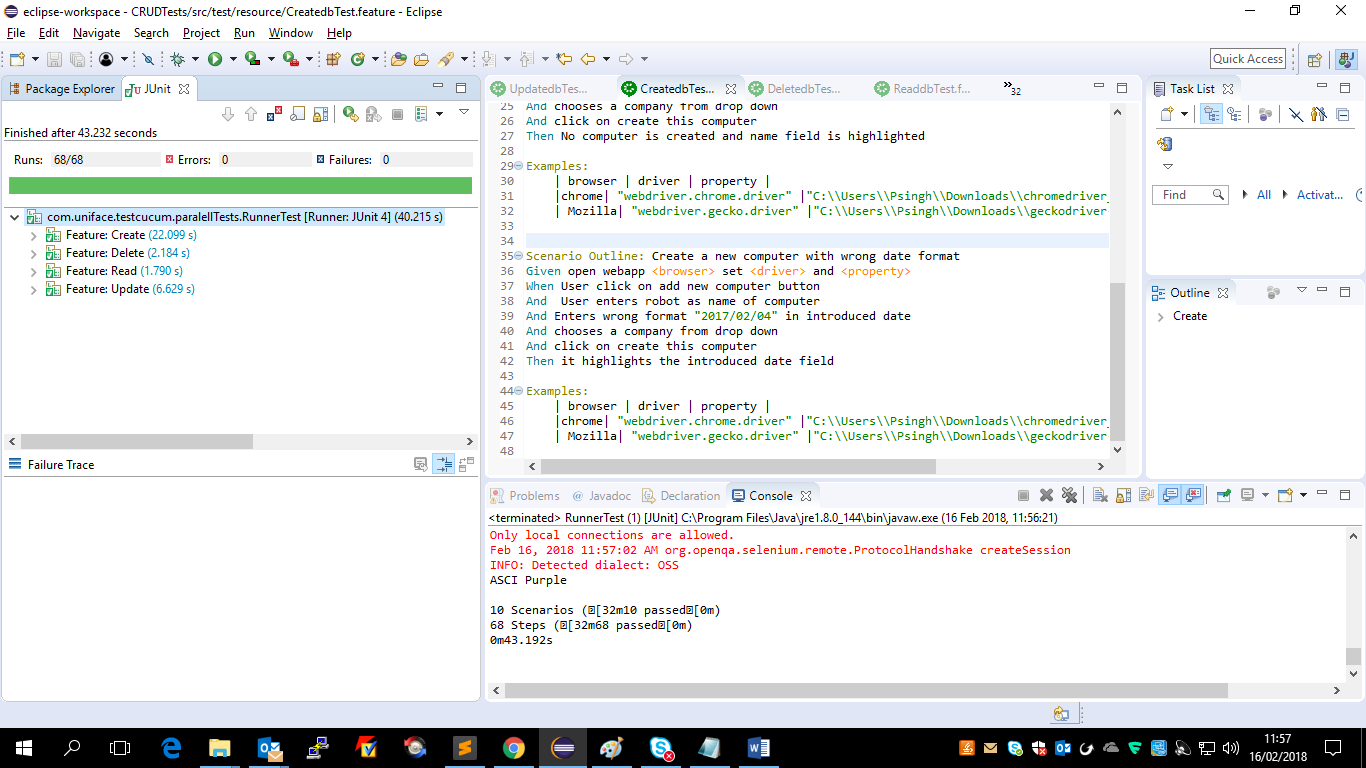 eclipse-workspace - CRUDTests/src/test/resource/CreatedbTest.feature - Eclipse
File Edit Navigate Search Project Run Window Help
Quick Access
Package Explorer JUnit
Finished after 43.232 seconds
Runs: 68/68 Errors: 0 Failures: 0
com.uniface.testcucum.paralellTests.RunnerTest [Runner: JUnit 4] (40.215 s)
Feature: Create (22.099 s)
Feature: Delete (2.184 s)
Feature: Read (1.790 s)
Feature: Update (6.629 s)
Failure Trace
UpdatedbTes... CreatedbTes... DeletedbTes... ReaddbTest.f... »32
25 And chooses a company from drop down
26 And click on create this computer
27 Then No computer is created and name field is highlighted
28
29 Examples:
30 | browser | driver | property |
31 |chrome| "webdriver.chrome.driver" |"C:\\Users\\Psingh\\Downloads\\chromedriver_
32 | Mozilla| "webdriver.gecko.driver" |"C:\\Users\\Psingh\\Downloads\\geckodriver
33
34
35 Scenario Outline: Create a new computer with wrong date format
36 Given open webapp <browser> set <driver> and <property>
37 When User click on add new computer button
38 And  User enters robot as name of computer
39 And Enters wrong format "2017/02/04" in introduced date
40 And chooses a company from drop down
41 And click on create this computer
42 Then it highlights the introduced date field
43
44 Examples:
45 | browser | driver | property |
46 |chrome| "webdriver.chrome.driver" |"C:\\Users\\Psingh\\Downloads\\chromedriver_
47 | Mozilla| "webdriver.gecko.driver" |"C:\\Users\\Psingh\\Downloads\\geckodriver
48
Task List
Find All Activat...
Outline
Create
Problems @ Javadoc Declaration Console
<terminated> RunnerTest (1) [JUnit] C:\Program Files\Java\jre1.8.0_144\bin\javaw.exe (16 Feb 2018, 11:56:21)
Only local connections are allowed.
Feb 16, 2018 11:57:02 AM org.openqa.selenium.remote.ProtocolHandshake createSession
INFO: Detected dialect: OSS
ASCI Purple
10 Scenarios (␛[32m10 passed␛[0m)
68 Steps (␛[32m68 passed␛[0m)
0m43.192s
11:57
16/02/2018